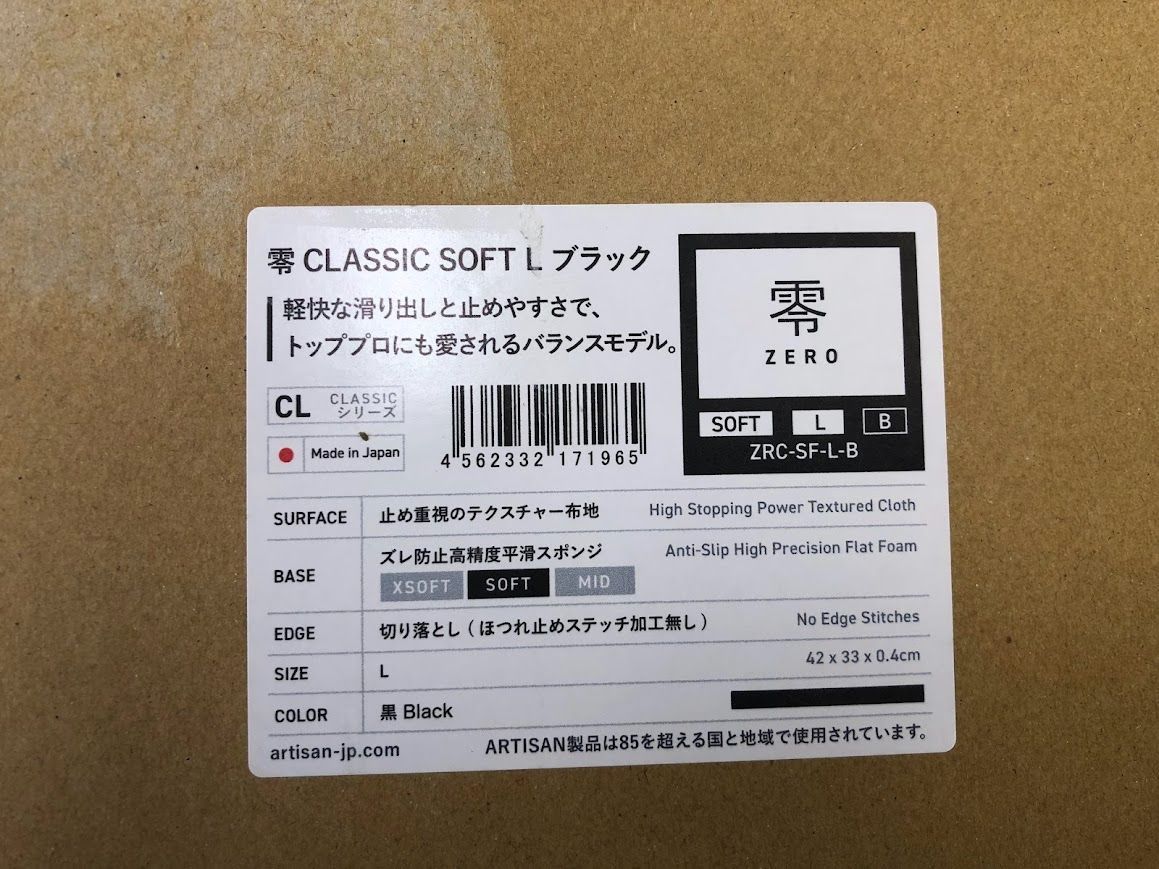 零 CLASSIC SOFT L ブラック
軽快な滑り出しと止めやすさで、
トッププロにも愛されるバランスモデル。
CL CLASSIC シリーズ
Made in Japan
4 562332 171965
零
ZERO
SOFT L B
ZRC-SF-L-B
SURFACE 止め重視のテクスチャー布地 High Stopping Power Textured Cloth
BASE ズレ防止高精度平滑スポンジ Anti-Slip High Precision Flat Foam
XSOFT SOFT MID
EDGE 切り落とし ( ほつれ止めステッチ加工無し ) No Edge Stitches
SIZE L 42 x 33 x 0.4cm
COLOR 黒 Black
artisan-jp.com ARTISAN製品は85を超える国と地域で使用されています。